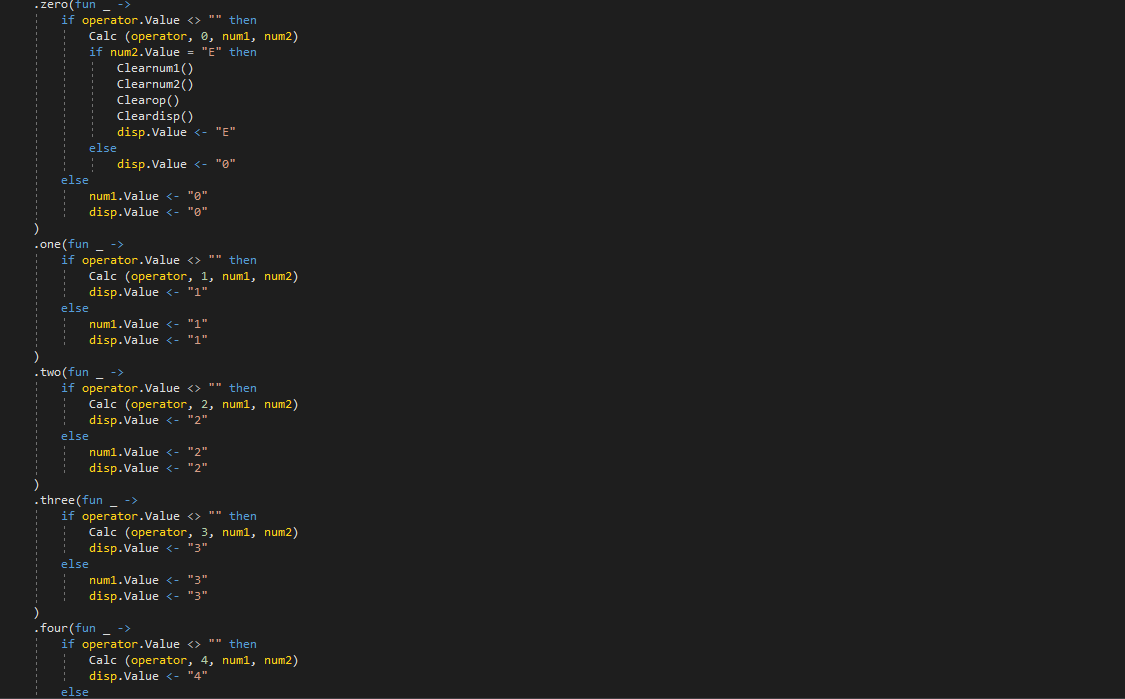 .zero(fun _ ->
if operator.Value <> "" then
Calc (operator, 0, num1, num2)
if num2.Value = "E" then
Clearnum1()
Clearnum2()
Clearop()
Cleardisp()
disp.Value <- "E"
else
disp.Value <- "0"
else
num1.Value <- "0"
disp.Value <- "0"
)
.one(fun _ ->
if operator.Value <> "" then
Calc (operator, 1, num1, num2)
disp.Value <- "1"
else
num1.Value <- "1"
disp.Value <- "1"
)
.two(fun _ ->
if operator.Value <> "" then
Calc (operator, 2, num1, num2)
disp.Value <- "2"
else
num1.Value <- "2"
disp.Value <- "2"
)
.three(fun _ ->
if operator.Value <> "" then
Calc (operator, 3, num1, num2)
disp.Value <- "3"
else
num1.Value <- "3"
disp.Value <- "3"
)
.four(fun _ ->
if operator.Value <> "" then
Calc (operator, 4, num1, num2)
disp.Value <- "4"
else